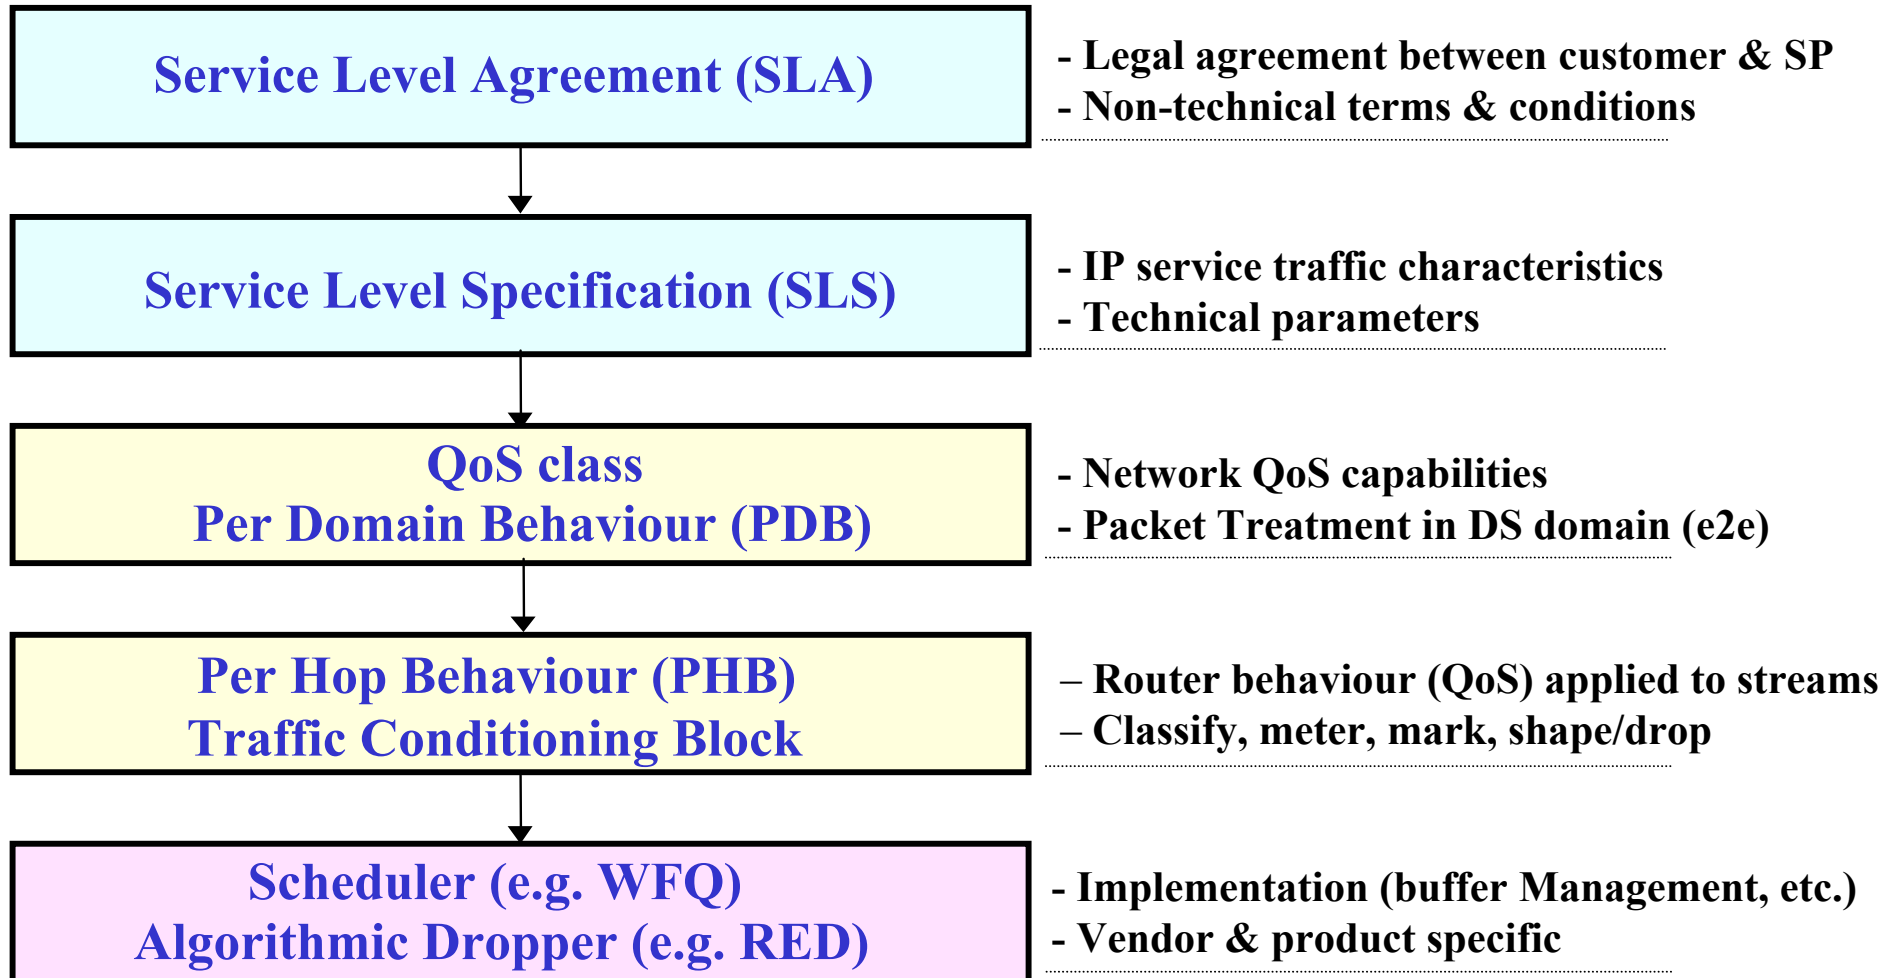 Service Level Agreement (SLA)
- Legal agreement between customer & SP
- Non-technical terms & conditions
Service Level Specification (SLS)
- IP service traffic characteristics
- Technical parameters
QoS class
Per Domain Behaviour (PDB)
- Network QoS capabilities
- Packet Treatment in DS domain (e2e)
Per Hop Behaviour (PHB)
Traffic Conditioning Block
– Router behaviour (QoS) applied to streams
– Classify, meter, mark, shape/drop
Scheduler (e.g. WFQ)
Algorithmic Dropper (e.g. RED)
- Implementation (buffer Management, etc.)
- Vendor & product specific